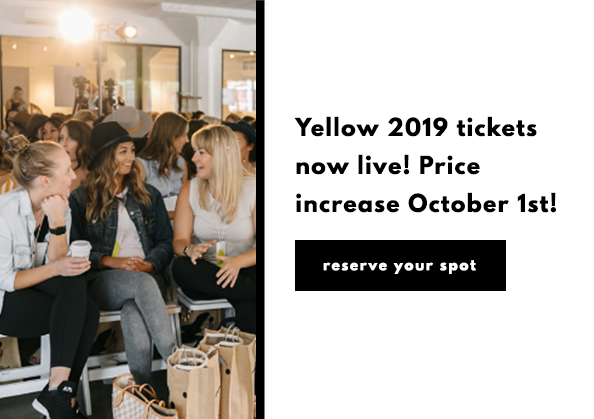 Yellow 2019 tickets
now live! Price
increase October 1st!
reserve your spot